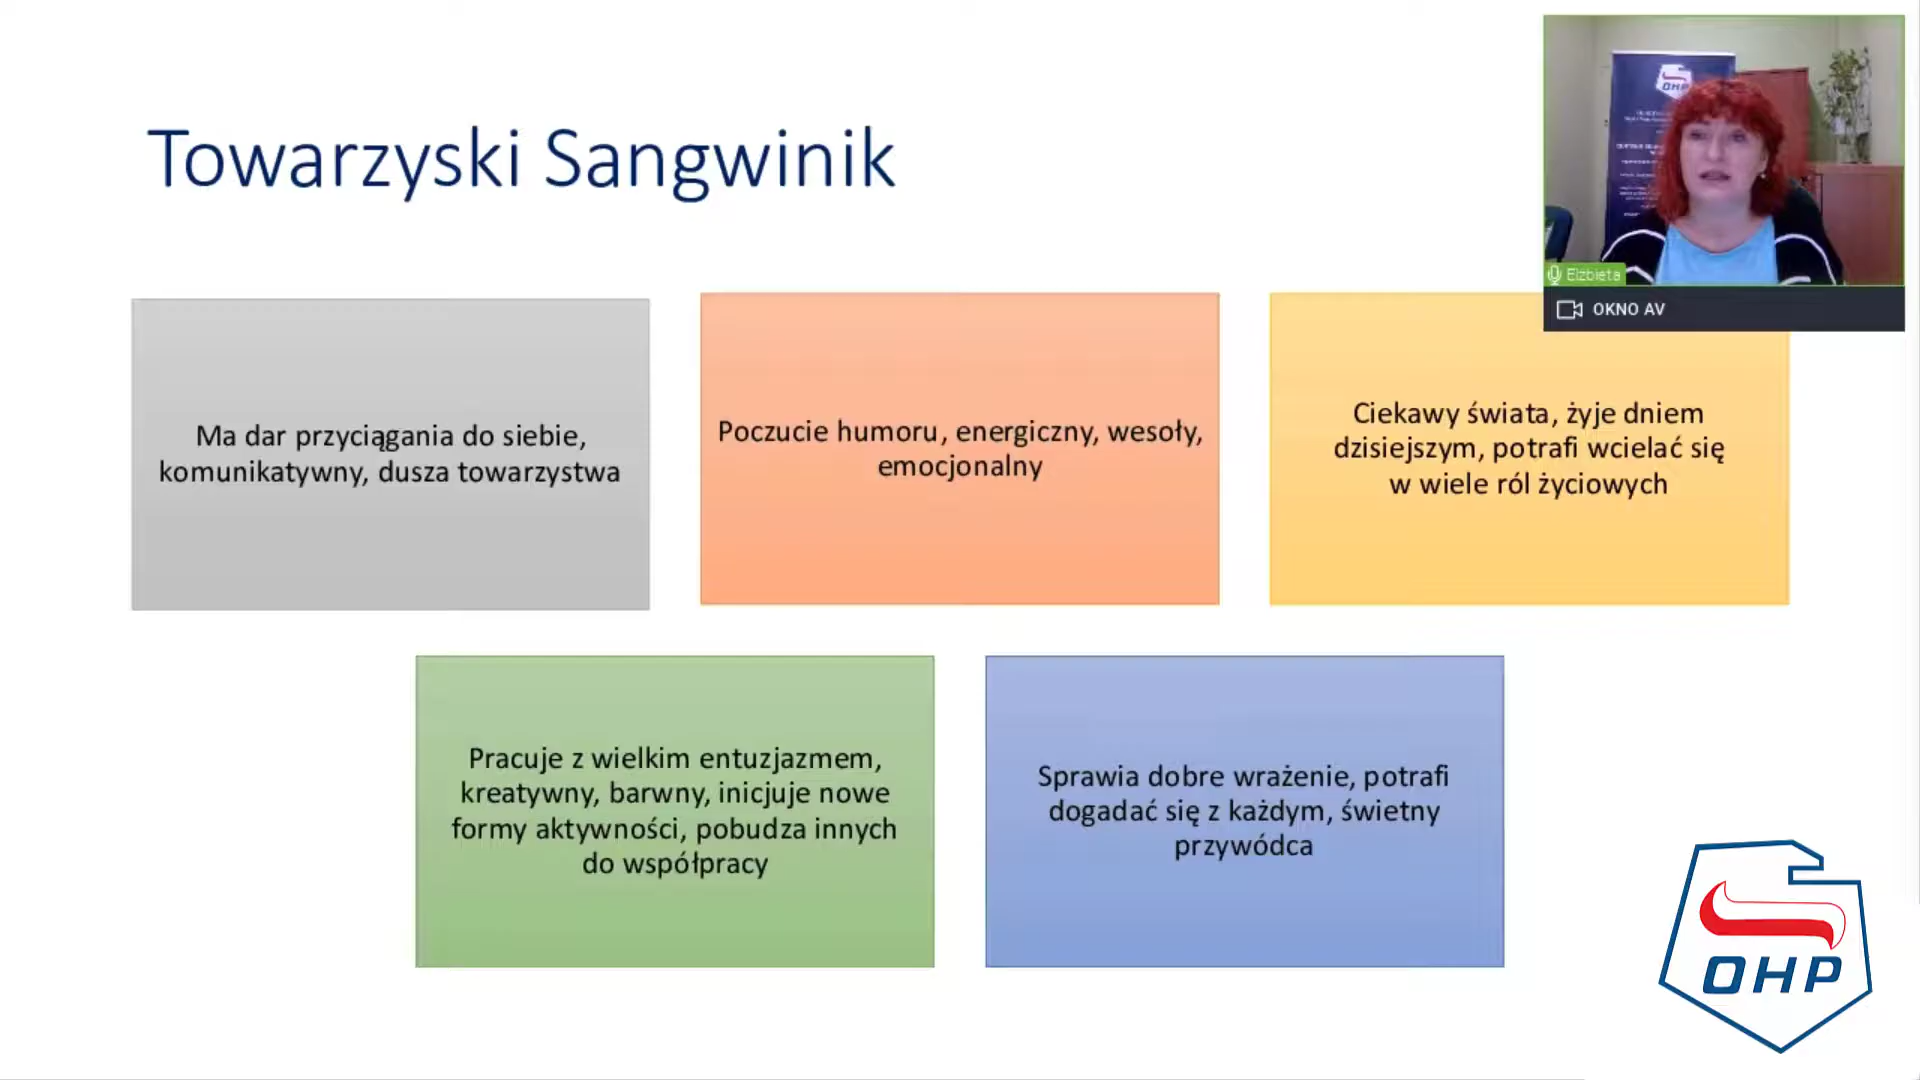 Towarzyski Sangwinik
OHP
Elżbieta
OKNO AV
Ma dar przyciągania do siebie,
komunikatywny, dusza towarzystwa
Poczucie humoru, energiczny, wesoły,
emocjonalny
Ciekawy świata, żyje dniem
dzisiejszym, potrafi wcielać się
w wiele ról życiowych
Pracuje z wielkim entuzjazmem,
kreatywny, barwny, inicjuje nowe
formy aktywności, pobudza innych
do współpracy
Sprawia dobre wrażenie, potrafi
dogadać się z każdym, świetny
przywódca
OHP